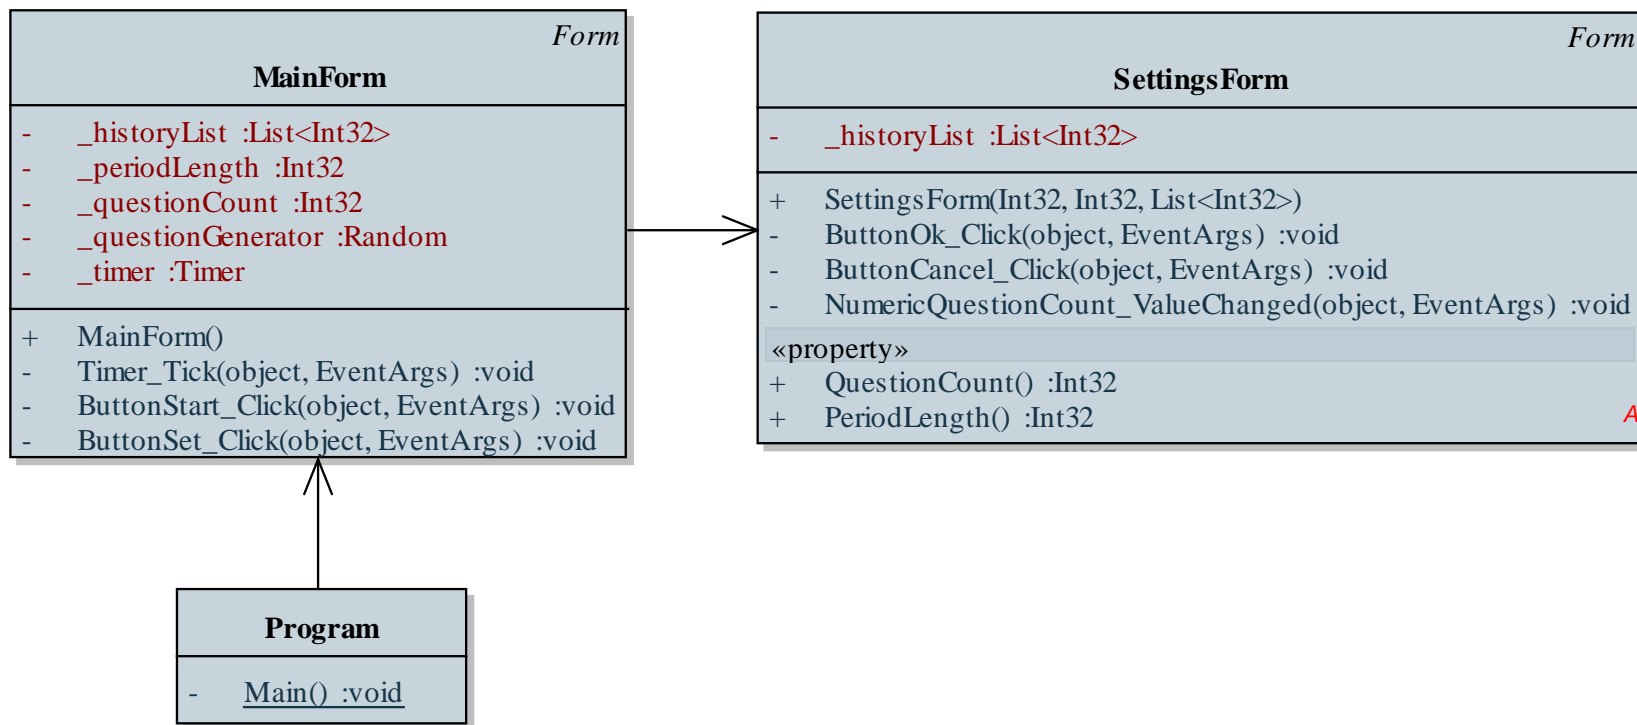 Form
MainForm
- _historyList :List<Int32>
- _periodLength :Int32
- _questionCount :Int32
- _questionGenerator :Random
- _timer :Timer
+ MainForm()
- Timer_Tick(object, EventArgs) :void
- ButtonStart_Click(object, EventArgs) :void
- ButtonSet_Click(object, EventArgs) :void
Form
SettingsForm
- _historyList :List<Int32>
+ SettingsForm(Int32, Int32, List<Int32>)
- ButtonOk_Click(object, EventArgs) :void
- ButtonCancel_Click(object, EventArgs) :void
- NumericQuestionCount_ValueChanged(object, EventArgs) :void
«property»
+ QuestionCount() :Int32
+ PeriodLength() :Int32
A
Program
- Main() :void